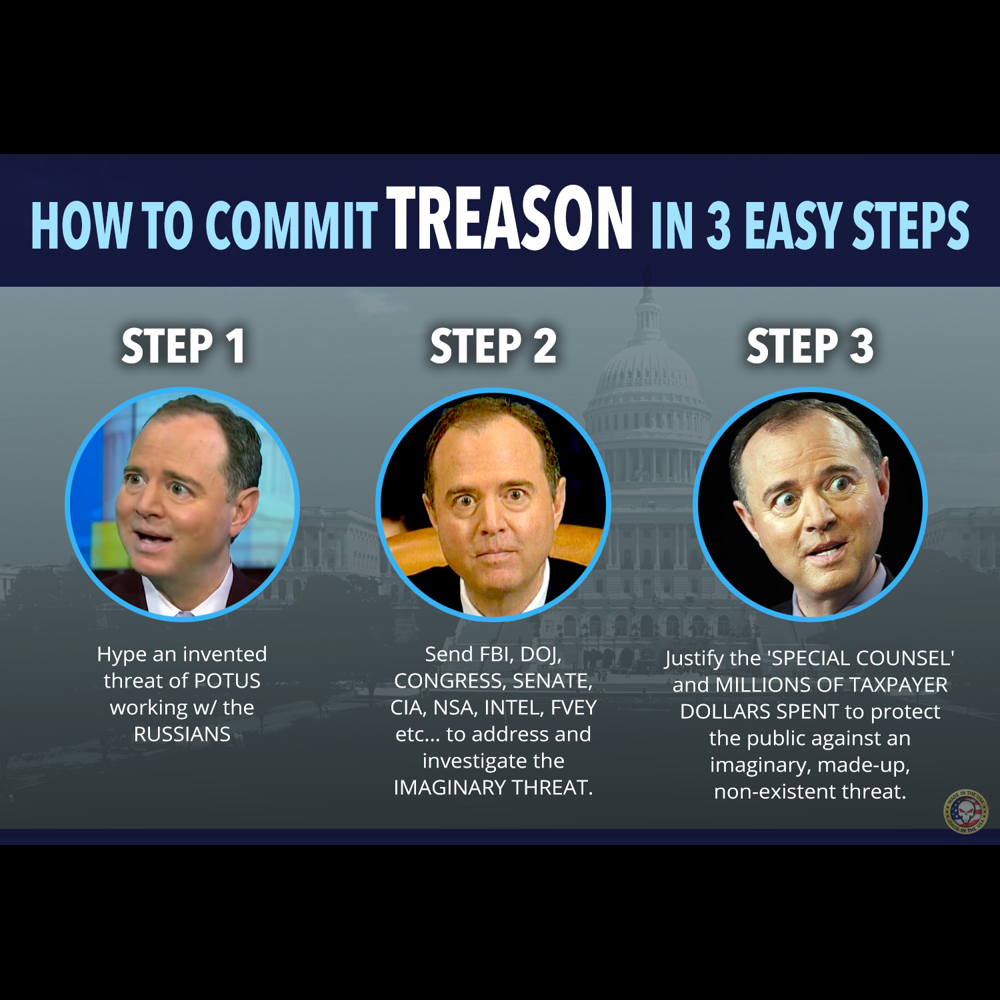 HOW TO COMMIT TREASON IN 3 EASY STEPS
STEP 1
Hype an invented
threat of POTUS
working w/ the
RUSSIANS
STEP 2
Send FBI, DOJ,
CONGRESS, SENATE,
CIA, NSA, INTEL, FVEY
etc... to address and
investigate the
IMAGINARY THREAT.
STEP 3
Justify the 'SPECIAL COUNSEL'
and MILLIONS OF TAXPAYER
DOLLARS SPENT to protect
the public against an
imaginary, made-up,
non-existent threat.